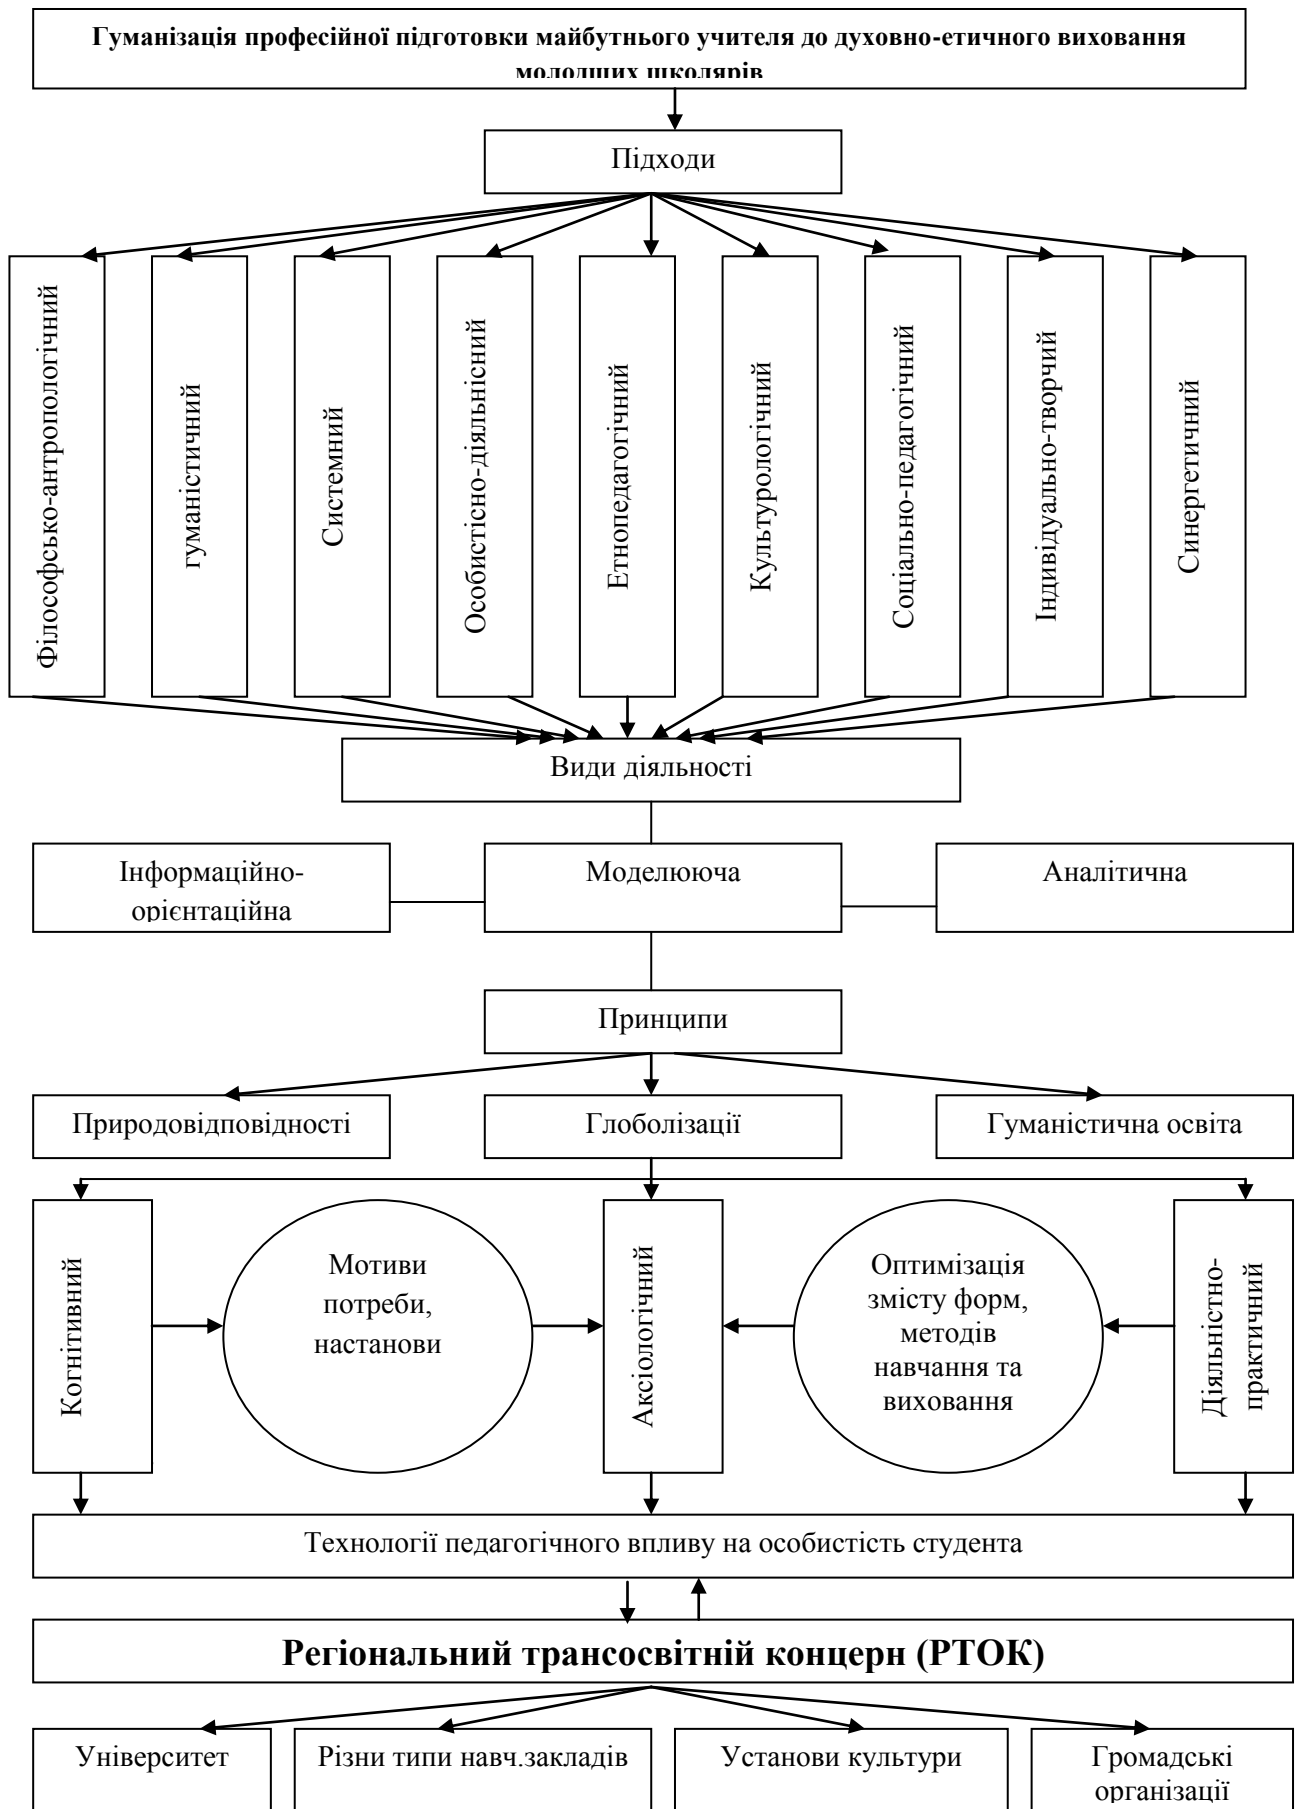 Гуманізація професійної підготовки майбутнього учителя до духовно-етичного виховання
молодших школярів
Підходи
Філософсько-антропологічний
гуманістичний
Системний
Особистісно-діяльнісний
Етнопедагогічний
Культурологічний
Соціально-педагогічний
Індивідуально-творчий
Синергетичний
Види діяльності
Інформаційно-
орієнтаційна
Моделююча
Аналітична
Принципи
Природовідповідності
Глоболізації
Гуманістична освіта
Когнітивний
Мотиви
потреби,
настанови
Аксіологічний
Оптимізація
змісту форм,
методів
навчання та
виховання
Діяльністно-
практичний
Технології педагогічного впливу на особистість студента
Регіональний трансосвітній концерн (РТОК)
Університет
Різни типи навч.закладів
Установи культури
Громадські
організації